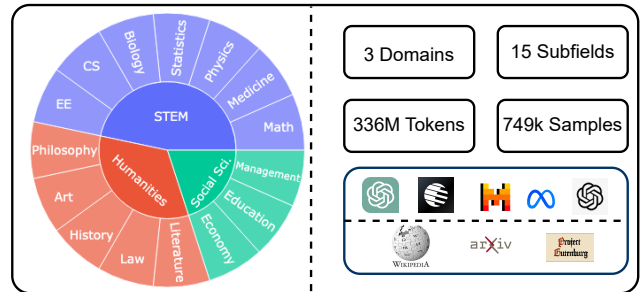 STEM
Humanities
Social Sci.
EE
CS
Biology
Statistics
Physics
Medicine
Math
Management
Education
Economy
Literature
Law
History
Art
Philosophy
3 Domains
15 Subfields
336M Tokens
749k Samples
WIKIPEDIA
arXiv
Project
Gutenburg